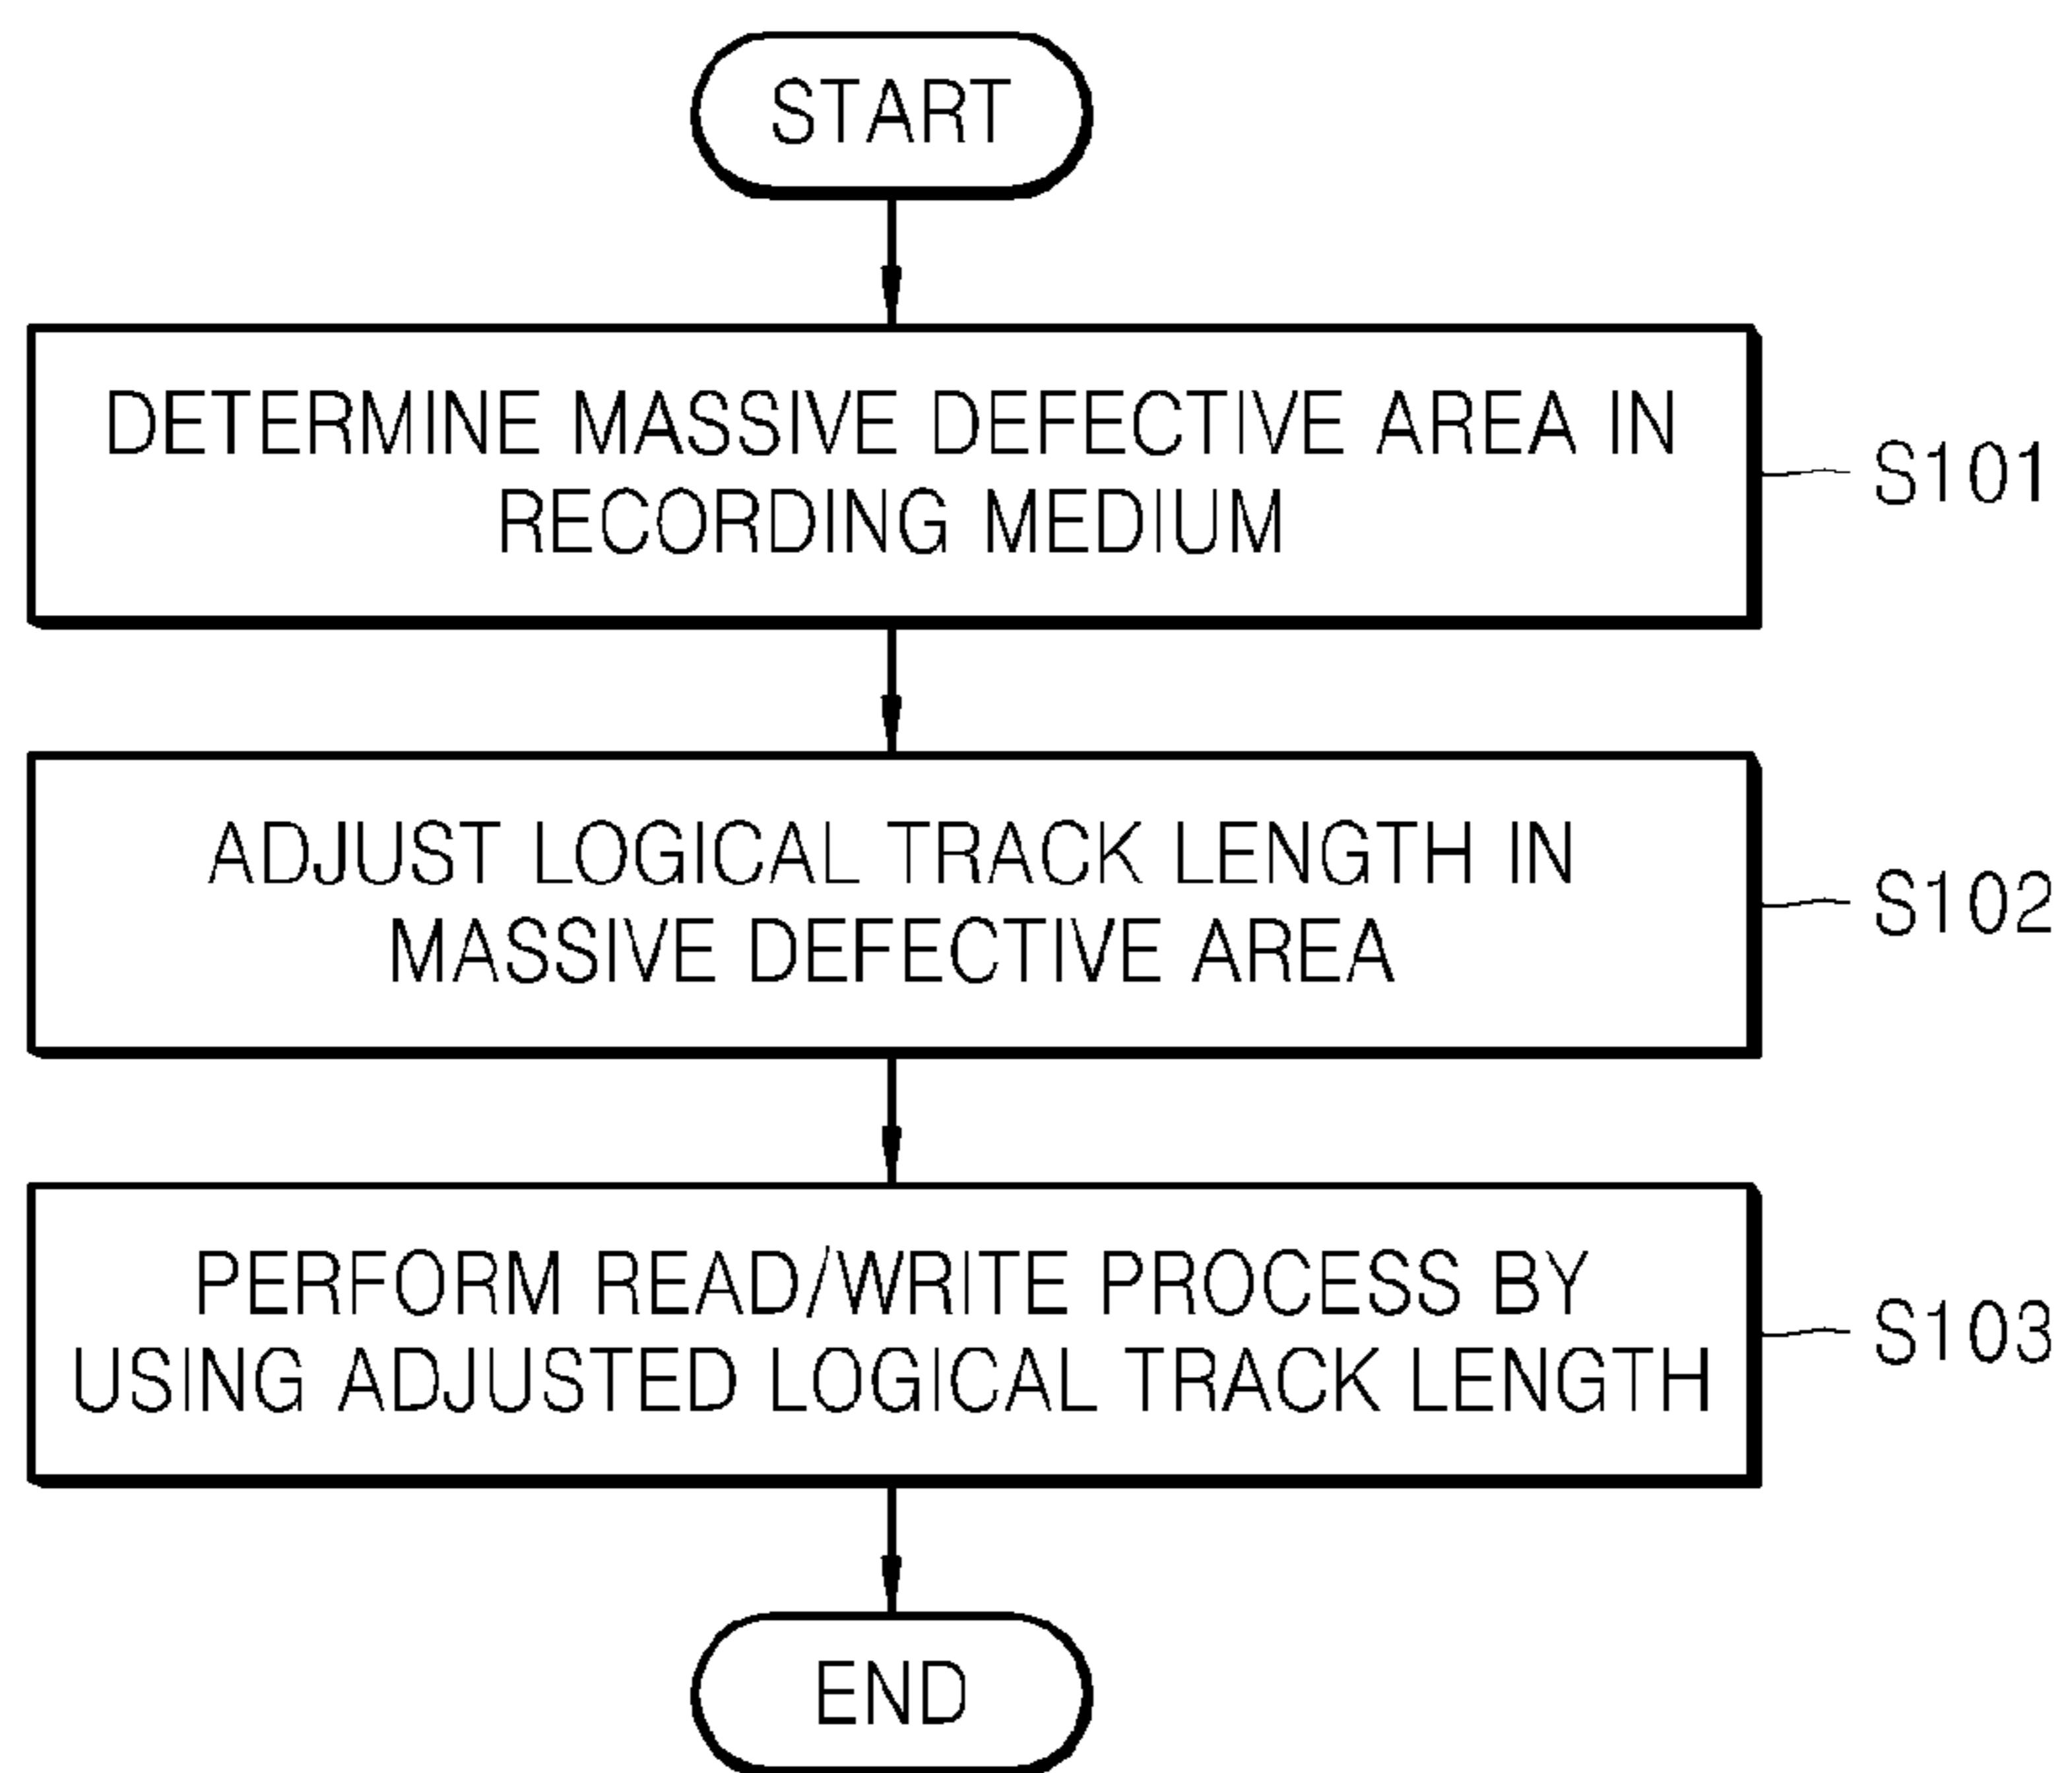 START
DETERMINE MASSIVE DEFECTIVE AREA IN
RECORDING MEDIUM
S101
ADJUST LOGICAL TRACK LENGTH IN
MASSIVE DEFECTIVE AREA
S102
PERFORM READ/WRITE PROCESS BY
USING ADJUSTED LOGICAL TRACK LENGTH
S103
END